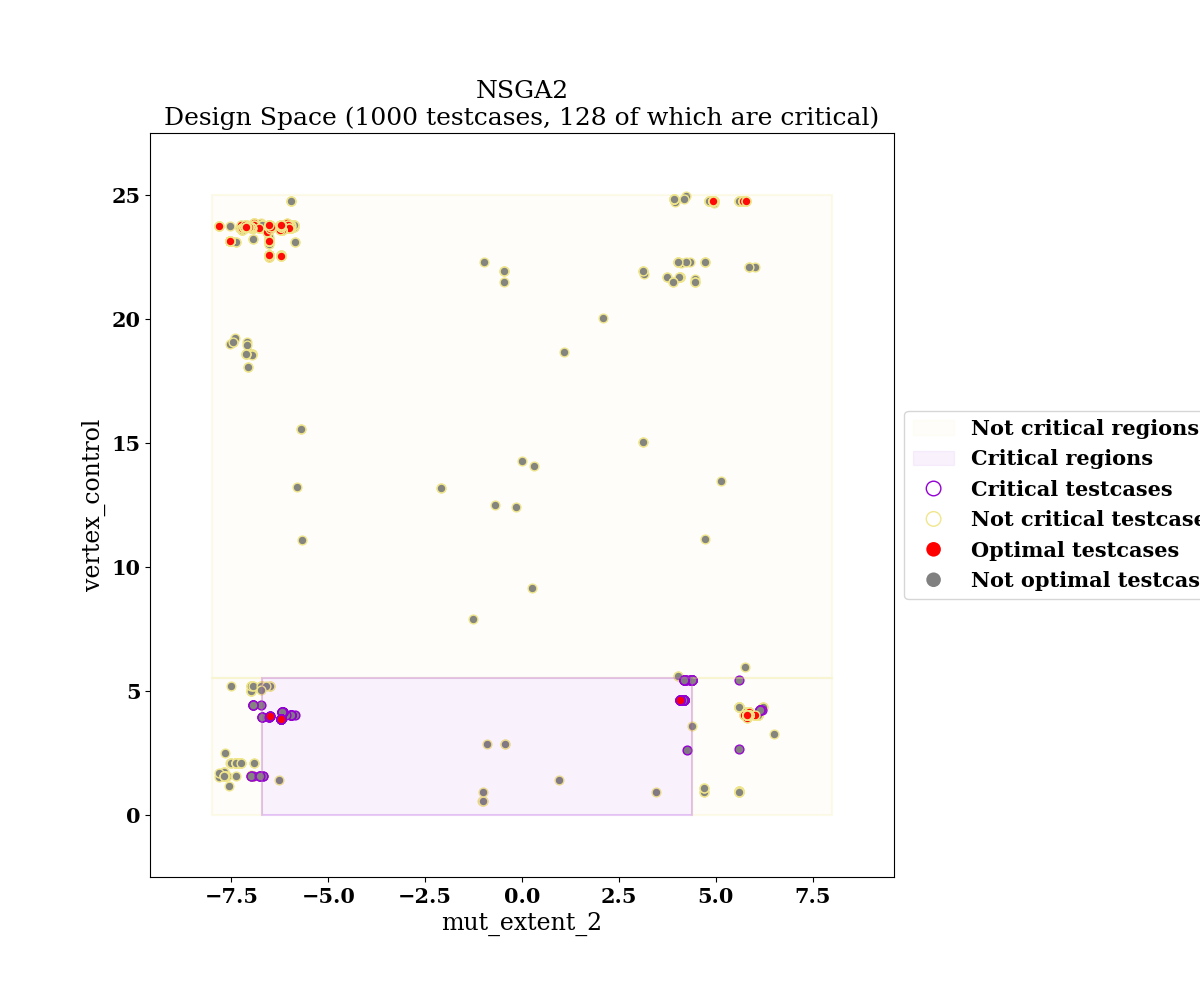 NSGA2
Design Space (1000 testcases, 128 of which are critical)
25
20
15
10
5
0
vertex_control
−7.5 −5.0 −2.5 0.0 2.5 5.0 7.5
mut_extent_2
Not critical regions
Critical regions
Critical testcases
Not critical testcase
Optimal testcases
Not optimal testcas